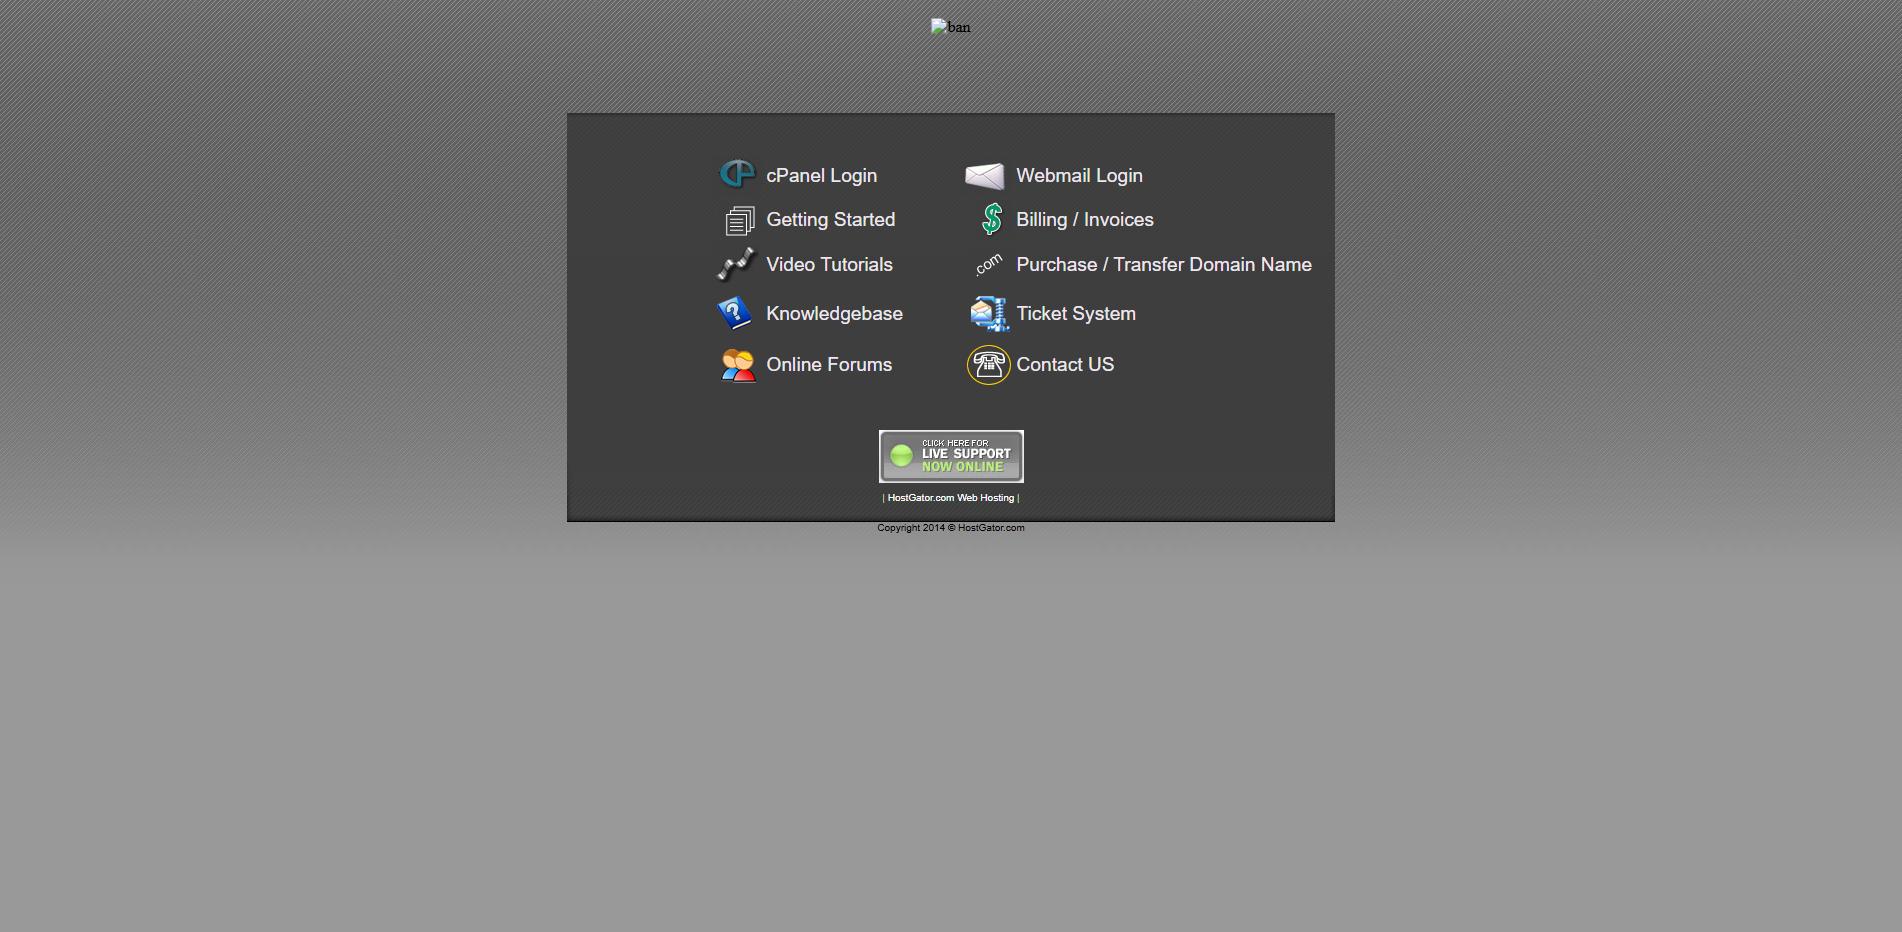 ban
cPanel Login
Webmail Login
Getting Started
Billing / Invoices
Video Tutorials
.com
Purchase / Transfer Domain Name
Knowledgebase
Ticket System
Online Forums
Contact US
CLICK HERE FOR
LIVE SUPPORT
NOW ONLINE
| HostGator.com Web Hosting |
Copyright 2014 © HostGator.com